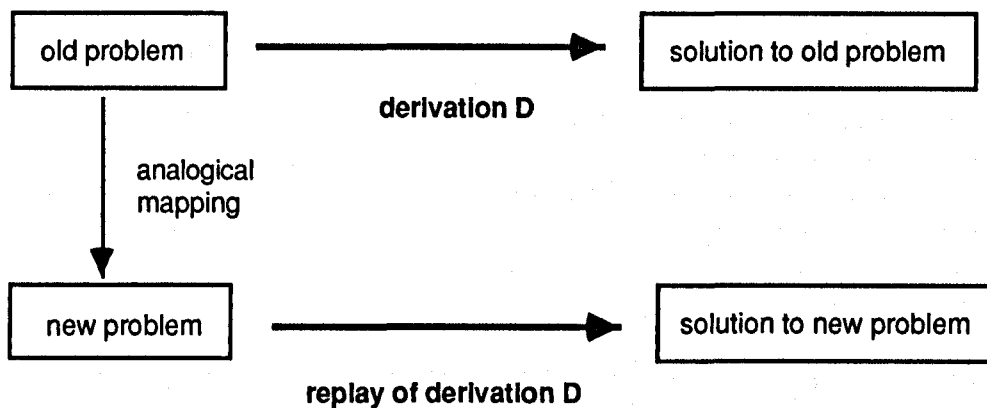 old problem
solution to old problem
derivation D
analogical
mapping
new problem
solution to new problem
replay of derivation D